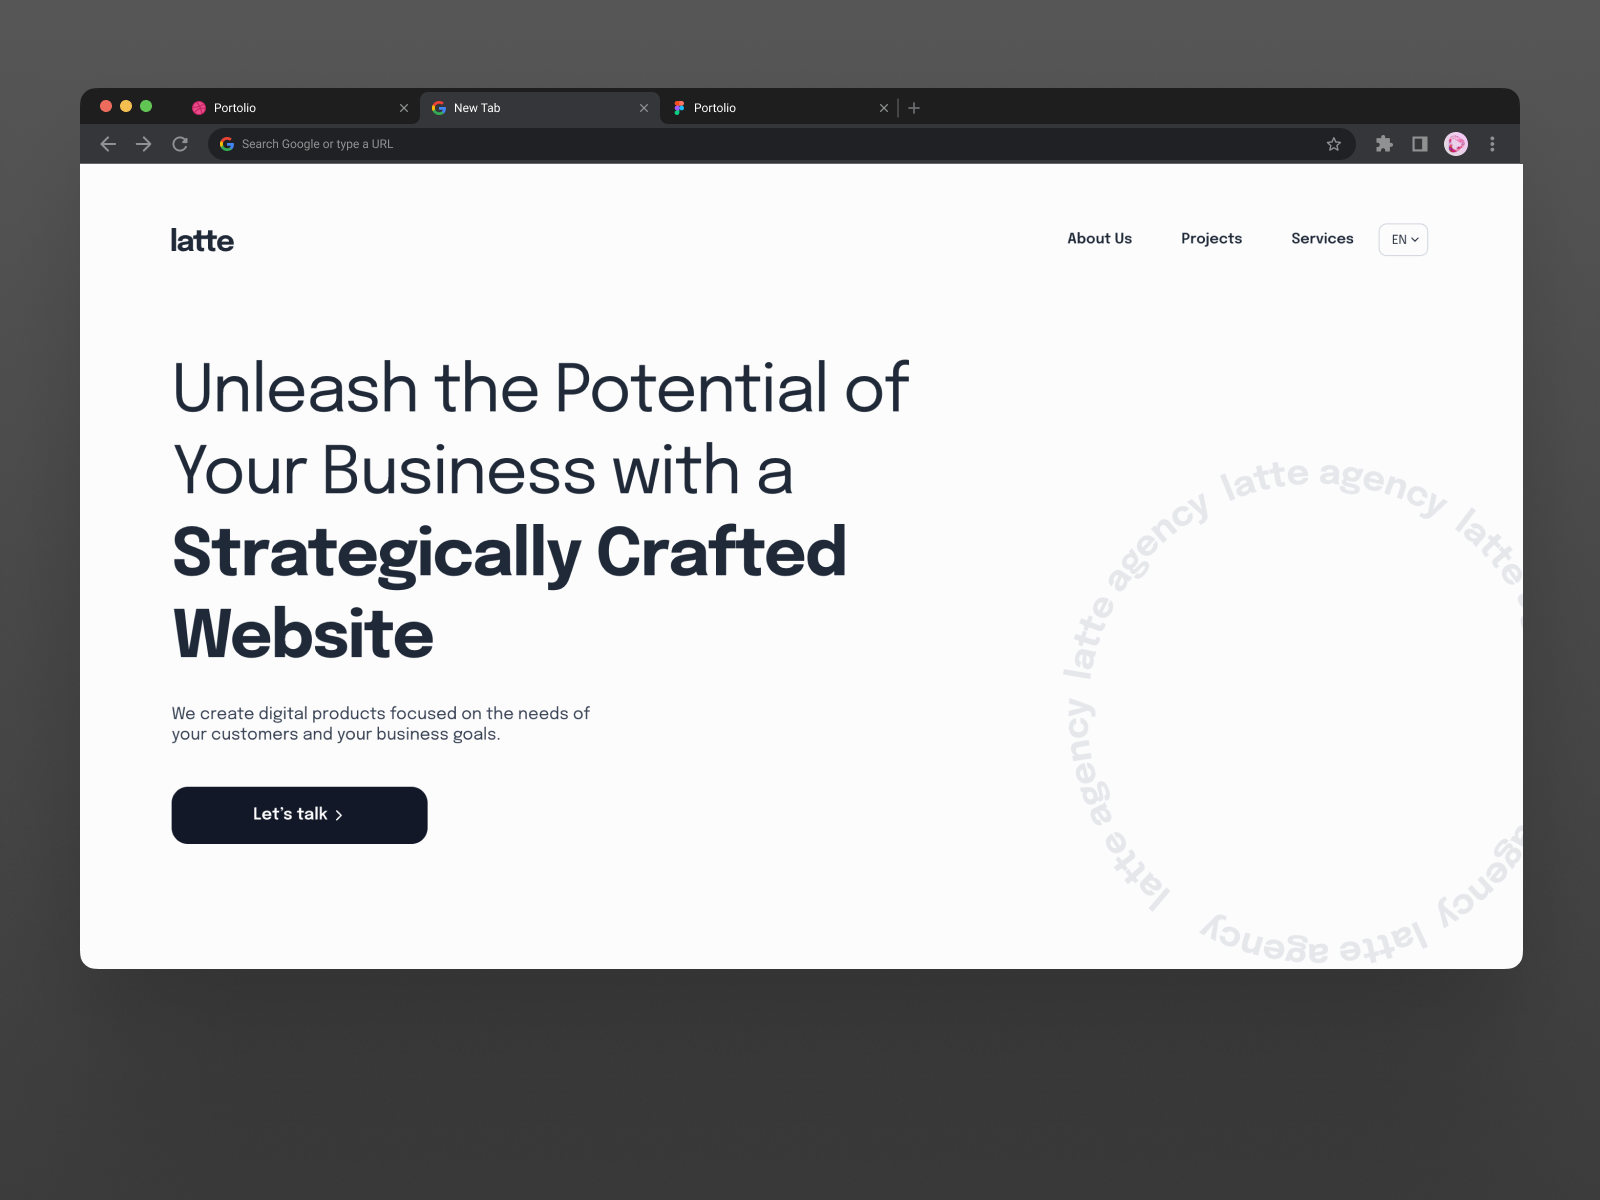 Portolio
New Tab
Portolio
Search Google or type a URL
latte
About Us
Projects
Services
EN
Unleash the Potential of
Your Business with a
Strategically Crafted
Website
We create digital products focused on the needs of
your customers and your business goals.
Let's talk
latte agency latte agency latte agency latte agency latte agency